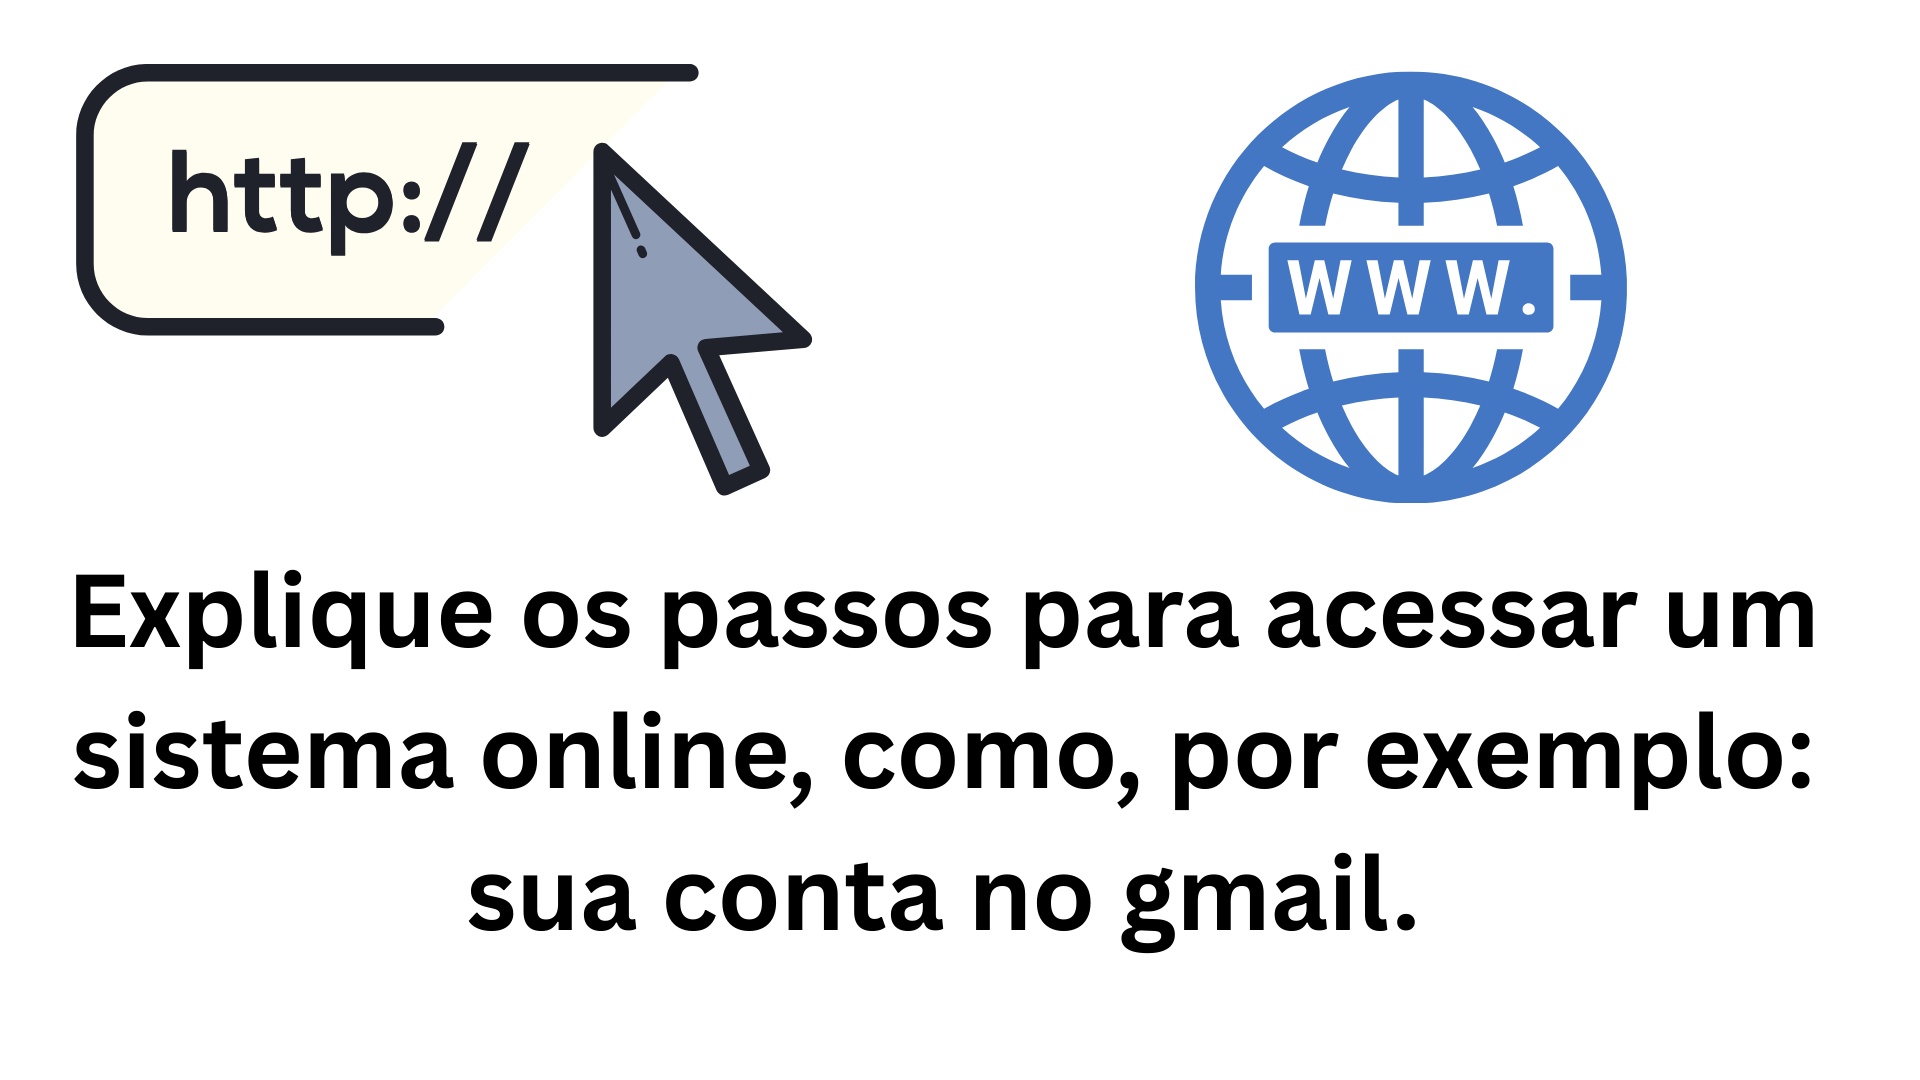 http://
WWW.
Explique os passos para acessar um
sistema online, como, por exemplo:
sua conta no gmail.